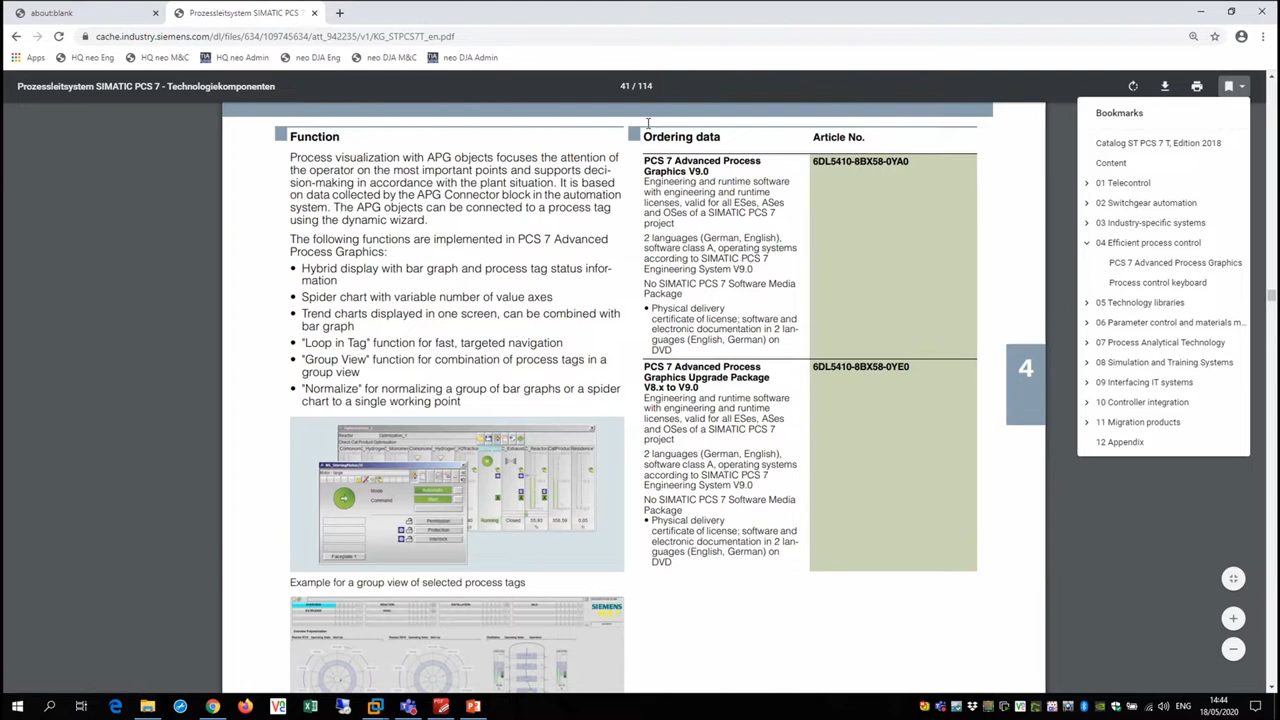 about:blank
Prozessleitsystem SIMATIC PCS 7 -
cache.industry.siemens.com/dl/files/634/109745634/att_942235/v1/KG_STPCS7T_en.pdf
Apps
HQ neo Eng
HQ neo M&C
HQ neo Admin
neo DJA Eng
neo DJA M&C
neo DJA Admin
Prozessleitsystem SIMATIC PCS 7 - Technologiekomponenten
41 / 114
Function
Process visualization with APG objects focuses the attention of
the operator on the most important points and supports deci-
sion-making in accordance with the plant situation. It is based
on data collected by the APG Connector block in the automation
system. The APG objects can be connected to a process tag
using the dynamic wizard.
The following functions are implemented in PCS 7 Advanced
Process Graphics:
• Hybrid display with bar graph and process tag status infor-
mation
• Spider chart with variable number of value axes
• Trend charts displayed in one screen, can be combined with
bar graph
• "Loop in Tag" function for fast, targeted navigation
• "Group View" function for combination of process tags in a
group view
• "Normalize" for normalizing a group of bar graphs or a spider
chart to a single working point
Mode
Automatic
Command
Start
Permission
Protection
Interlock
Running
Closed
Example for a group view of selected process tags
SIEMENS
Ordering data
Article No.
PCS 7 Advanced Process
Graphics V9.0
6DL5410-8BX58-0YA0
Engineering and runtime software
with engineering and runtime
licenses, valid for all ESes, ASes
and OSes of a SIMATIC PCS 7
project
2 languages (German, English),
software class A, operating systems
according to SIMATIC PCS 7
Engineering System V9.0
No SIMATIC PCS 7 Software Media
Package
• Physical delivery
certificate of license; software and
electronic documentation in 2 lan-
guages (English, German) on
DVD
PCS 7 Advanced Process
Graphics Upgrade Package
V8.x to V9.0
6DL5410-8BX58-0YE0
Engineering and runtime software
with engineering and runtime
licenses, valid for all ESes, ASes
and OSes of a SIMATIC PCS 7
project
2 languages (German, English),
software class A, operating systems
according to SIMATIC PCS 7
Engineering System V9.0
No SIMATIC PCS 7 Software Media
Package
• Physical delivery
certificate of license; software and
electronic documentation in 2 lan-
guages (English, German) on
DVD
4
Bookmarks
Catalog ST PCS 7 T, Edition 2018
Content
01 Telecontrol
02 Switchgear automation
03 Industry-specific systems
04 Efficient process control
PCS 7 Advanced Process Graphics
Process control keyboard
05 Technology libraries
06 Parameter control and materials m...
07 Process Analytical Technology
08 Simulation and Training Systems
09 Interfacing IT systems
10 Controller integration
11 Migration products
12 Appendix
ENG
14:44
18/05/2020